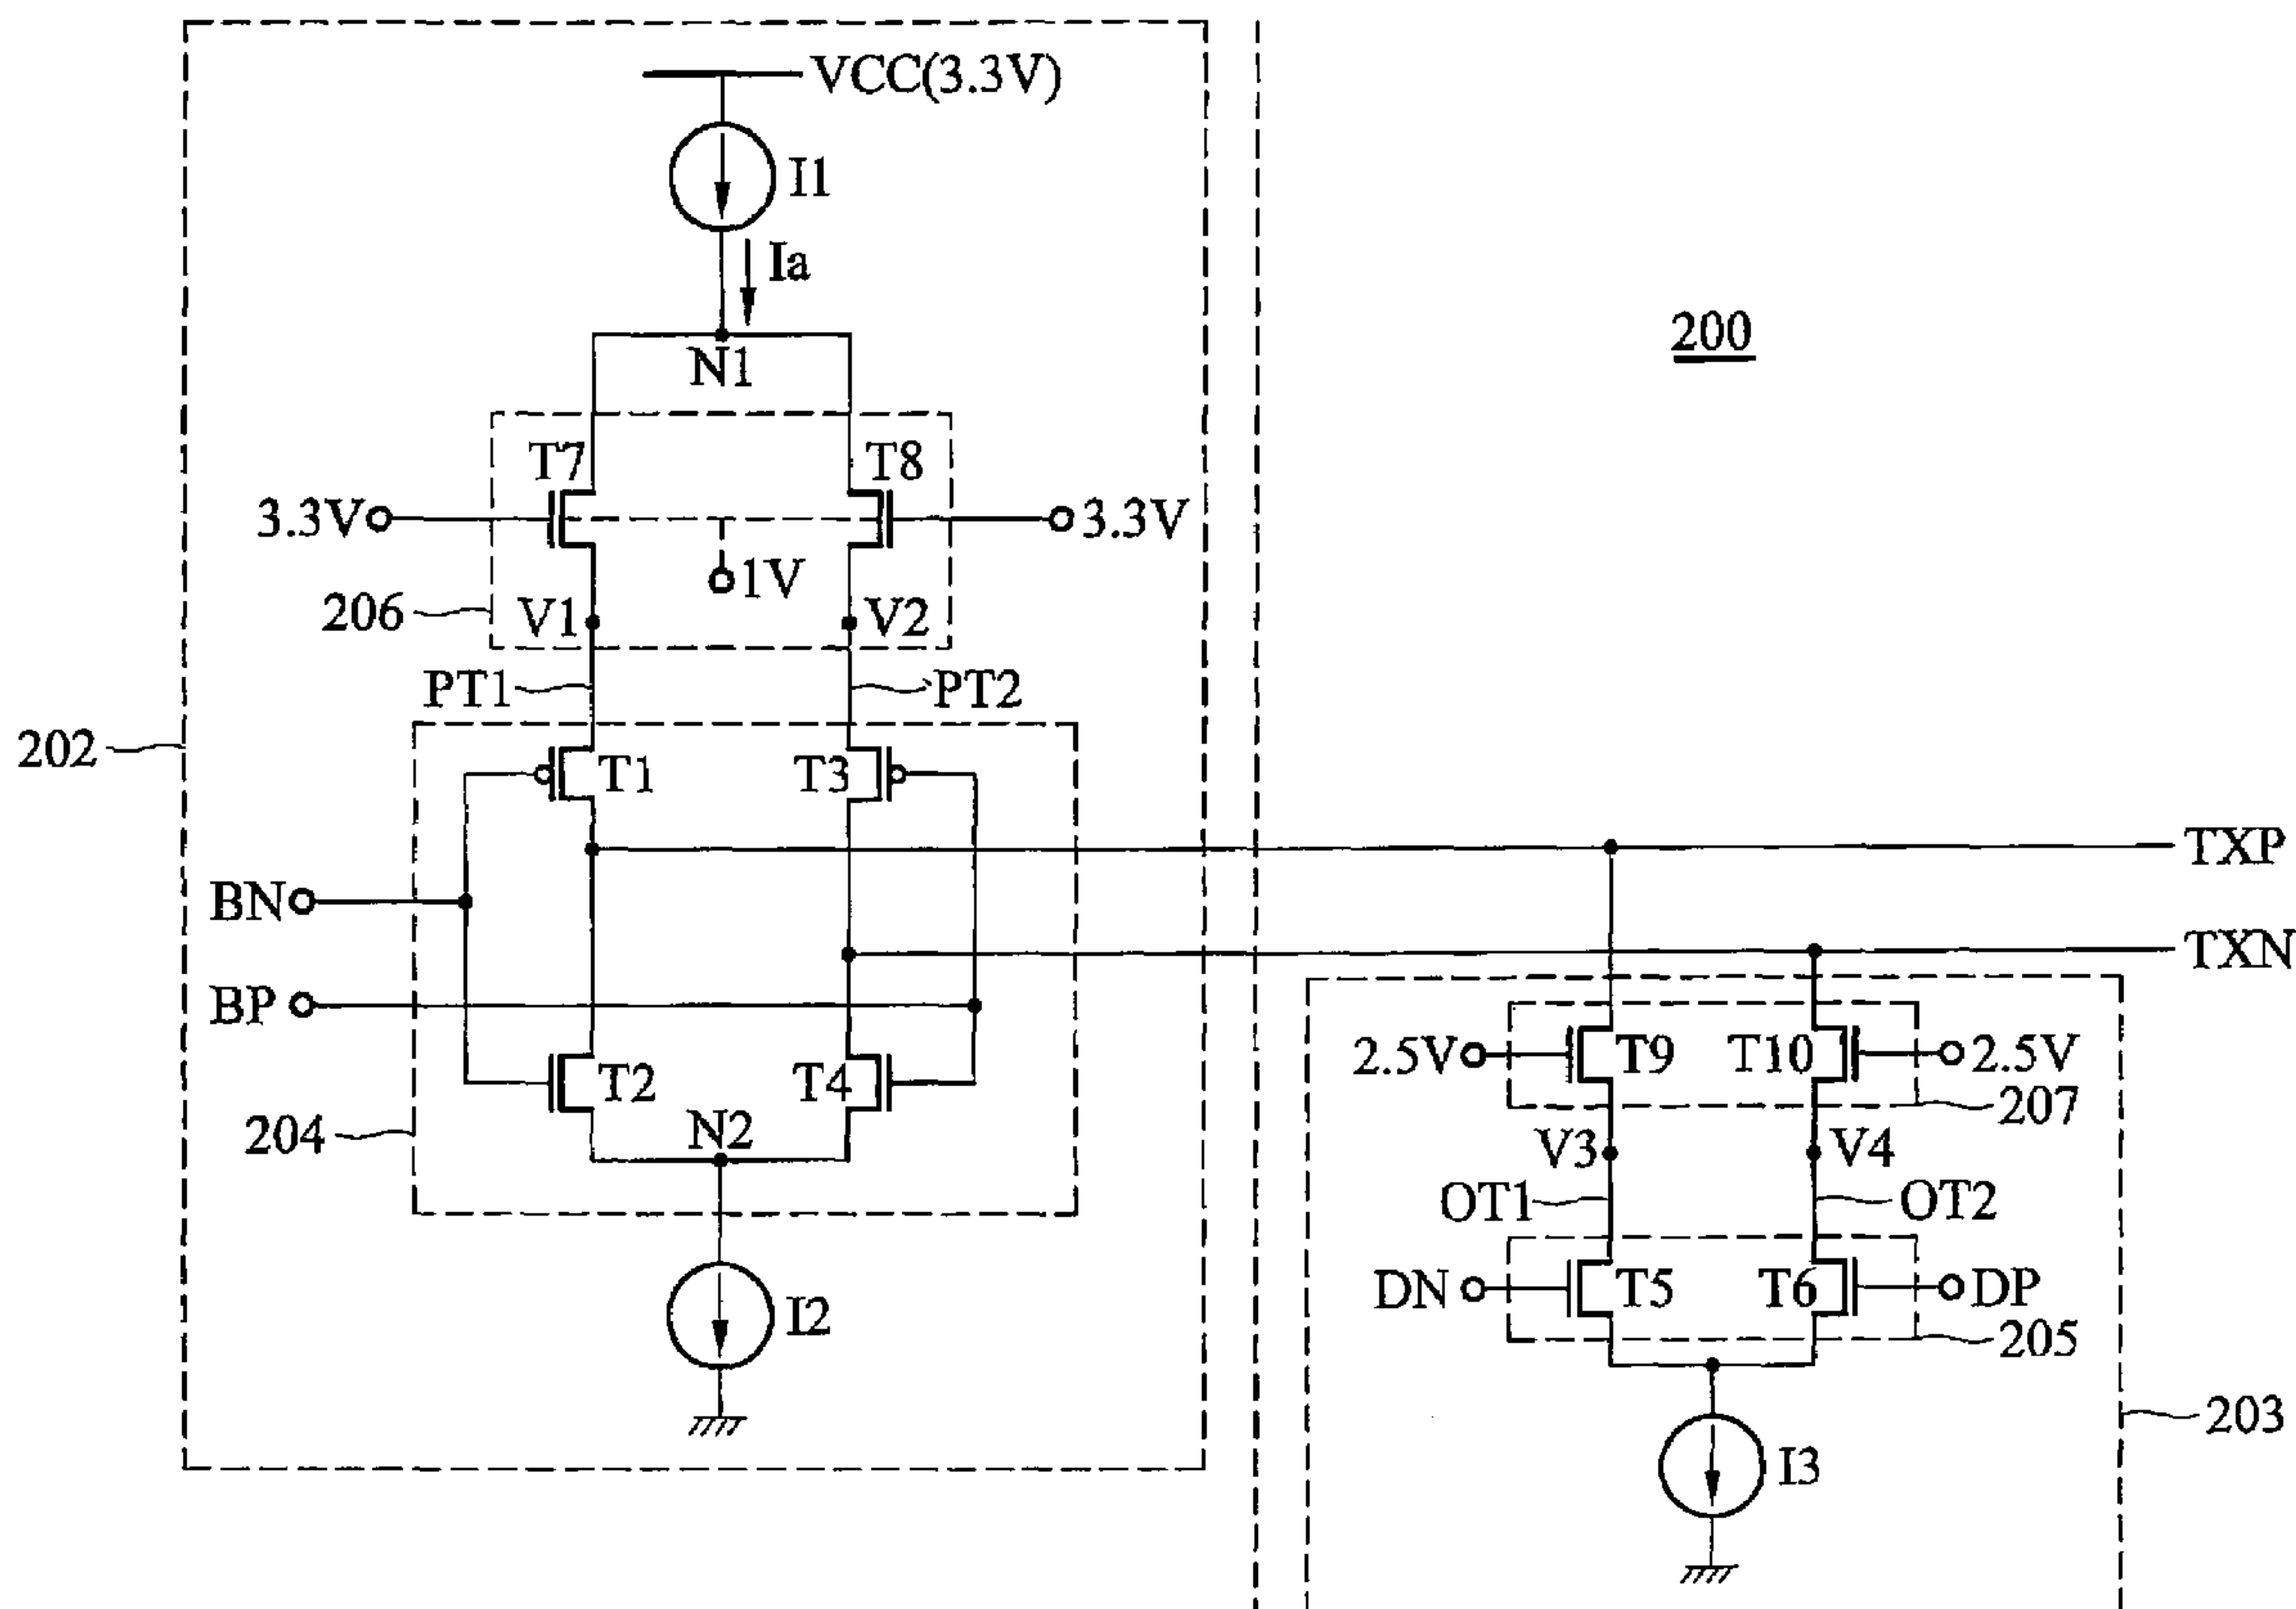 VCC(3.3V)
I1
Ia
200
N1
T7
T8
3.3V
3.3V
1V
206
V1
V2
PT1
PT2
202
T1
T3
TXP
BN
TXN
BP
T2
T4
2.5V
T9
T10
2.5V
207
204
N2
V3
V4
OT1
OT2
DN
T5
T6
DP
I2
205
203
I3